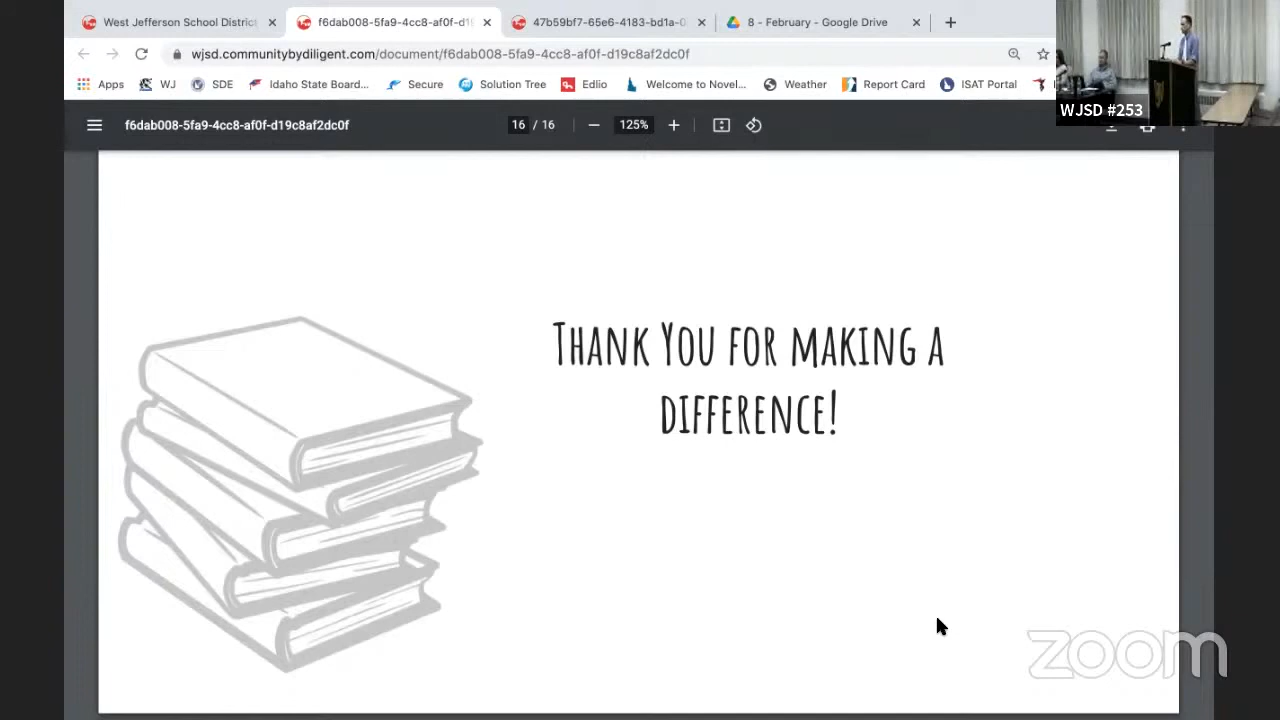 West Jefferson School District
f6dab008-5fa9-4cc8-af0f-d19
47b59bf7-65e6-4183-bd1a-0
8 - February - Google Drive
wjsd.communitybydiligent.com/document/f6dab008-5fa9-4cc8-af0f-d19c8af2dc0f
Apps WJ SDE Idaho State Board... Secure Solution Tree Edlio Welcome to Novel... Weather Report Card ISAT Portal
WJSD #253
f6dab008-5fa9-4cc8-af0f-d19c8af2dc0f 16 / 16 125%
THANK YOU FOR MAKING A
DIFFERENCE!
zoom